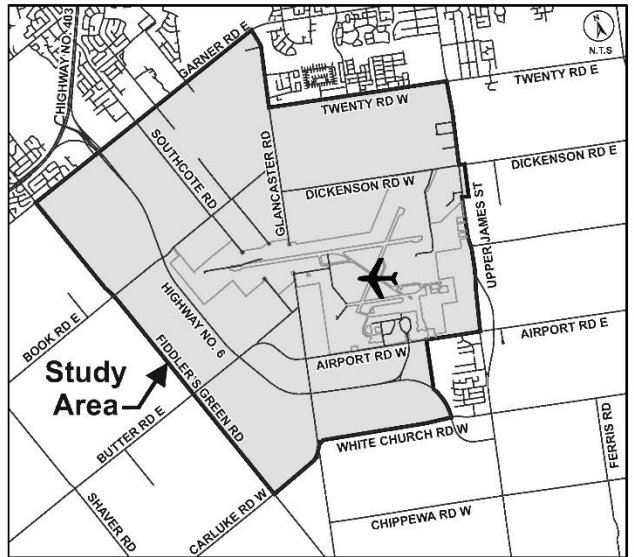 HIGHWAY NO. 403
GARNER RD E
N
N.T.S
TWENTY RD E
TWENTY RD W
SOUTHCOTE RD
GLANCASTER RD
DICKENSON RD E
DICKENSON RD W
UPPER JAMES ST
HIGHWAY NO. 6
BOOK RD E
AIRPORT RD E
AIRPORT RD W
Study
Area
FIDDLER'S GREEN RD
BUTTER RD E
WHITE CHURCH RD W
FERRIS RD
SHAVER RD
CARLUKE RD W
CHIPPEWA RD W